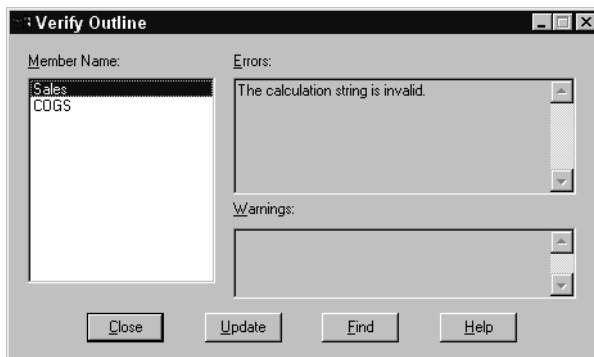 Verify Outline
Member Name:
Sales
COGS
Errors:
The calculation string is invalid.
Warnings:
Close
Update
Find
Help